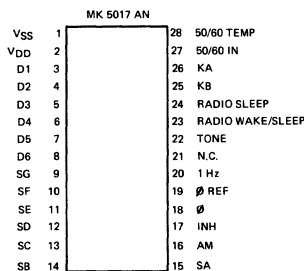 MK 5017 AN
VSS 1 28 50/60 TEMP
VDD 2 27 50/60 IN
D1 3 26 KA
D2 4 25 KB
D3 5 24 RADIO SLEEP
D4 6 23 RADIO WAKE/SLEEP
D5 7 22 TONE
D6 8 21 N.C.
SG 9 20 1 Hz
SF 10 19 Ø REF
SE 11 18 Ø
SD 12 17 INH
SC 13 16 AM
SB 14 15 SA